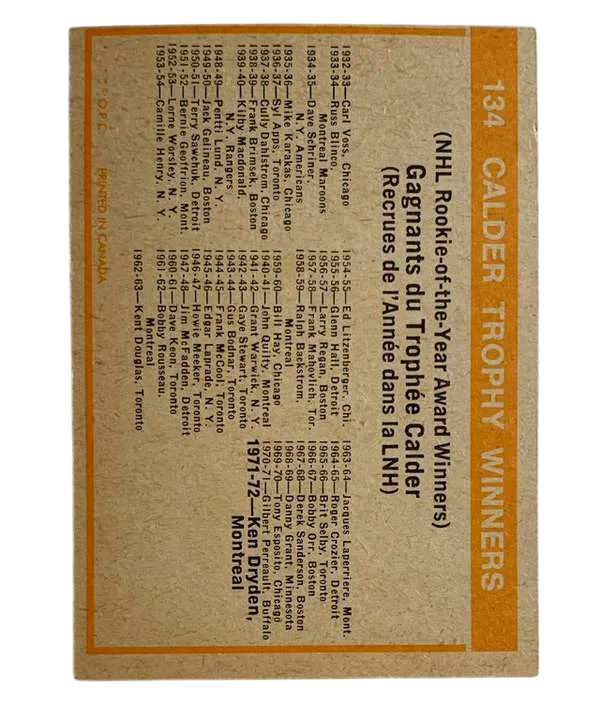 134 CALDER TROPHY WINNERS
(NHL Rookie-of-the-Year Award Winners)
Gagnants du Trophée Calder
(Recrues de l'Année dans la LNH)
1932-33—Carl Voss, Chicago
1933-34—Russ Blinco,
Montreal Maroons
1934-35—Dave Schriner,
N.Y. Americans
1935-36—Mike Karakas, Chicago
1936-37—Syl Apps, Toronto
1937-38—Cully Dahlstrom, Chicago
1938-39—Frank Brimsek, Boston
1939-40—Kilby Macdonald,
N.Y. Rangers
1948-49—Pentti Lund, N. Y.
1949-50—Jack Gelineau, Boston
1950-51—Terry Sawchuk, Detroit
1951-52—Bernie Geoffrion, Mont.
1952-53—Lorne Worsley, N. Y.
1953-54—Camille Henry, N. Y.
1954-55—Ed Litzenberger, Chi.
1955-56—Glenn Hall, Detroit
1956-57—Larry Regan, Boston
1957-58—Frank Mahovlich, Tor.
1958-59—Ralph Backstrom,
Montreal
1959-60—Bill Hay, Chicago
1940-41—John Quilty, Montreal
1941-42—Grant Warwick, N. Y.
1942-43—Gaye Stewart, Toronto
1943-44—Gus Bodnar, Toronto
1944-45—Frank McCool, Toronto
1945-46—Edgar Laprade, N. Y.
1946-47—Howie Meeker, Toronto
1947-48—Jim McFadden, Detroit
1960-61—Dave Keon, Toronto
1961-62—Bobby Rousseau,
Montreal
1962-63—Kent Douglas, Toronto
1963-64—Jacques Laperriere, Mont.
1964-65—Roger Crozier, Detroit
1965-66—Brit Selby, Toronto
1966-67—Bobby Orr, Boston
1967-68—Derek Sanderson, Boston
1968-69—Danny Grant, Minnesota
1969-70—Tony Esposito, Chicago
1970-71—Gilbert Perreault, Buffalo
1971-72—Ken Dryden,
Montreal
O.P.C. PRINTED IN CANADA